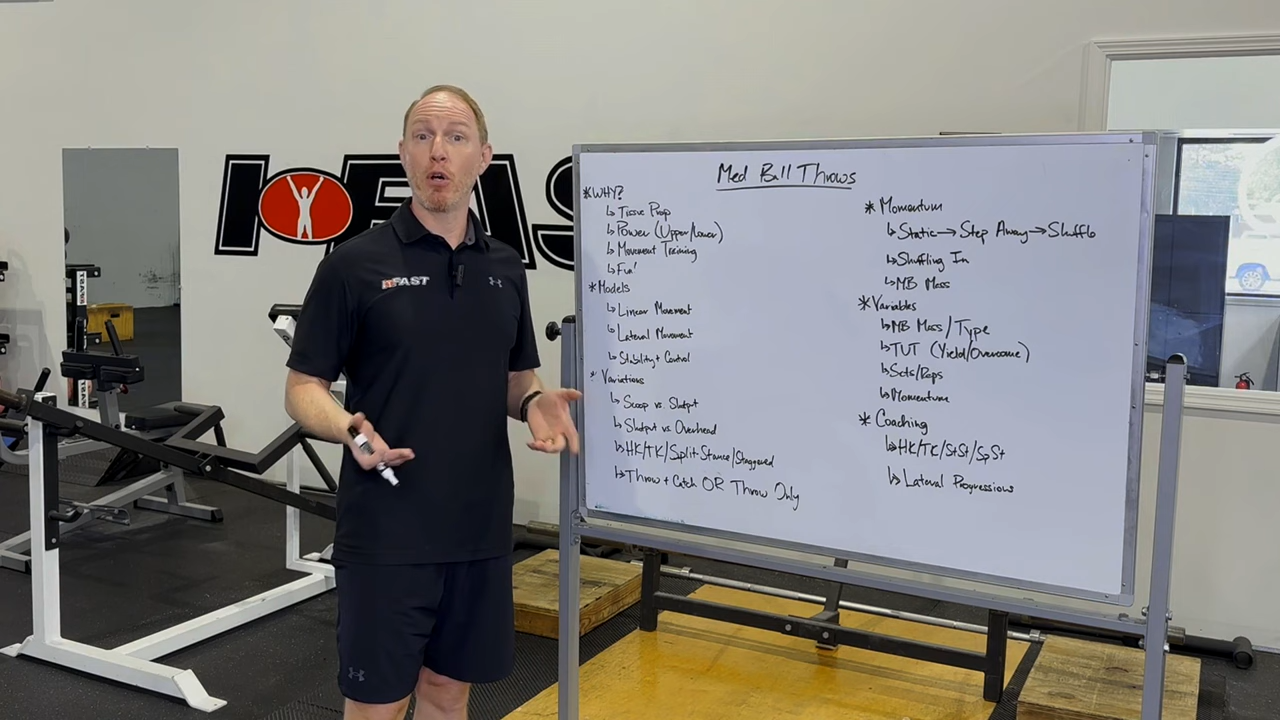 IFAS
IFAST
Med Ball Throws
* WHY?
↳ Tissue Prep
↳ Power (Upper/Lower)
↳ Movement Training
↳ Fun!
* Models
↳ Linear Movement
↳ Lateral Movement
↳ Stability + Control
* Variations
↳ Scoop vs. Shotput
↳ Shotput vs Overhead
↳ HK/TK/Split Stance/Staggered
↳ Throw + Catch OR Throw Only
* Momentum
↳ Static → Step Away → Shuffle
↳ Shuffling In
↳ MB Mass
* Variables
↳ MB Mass/Type
↳ TUT (Yield/Overcome)
↳ Sets/Reps
↳ Momentum
* Coaching
↳ HK/TK/StSt/SpSt
↳ Lateral Progressions